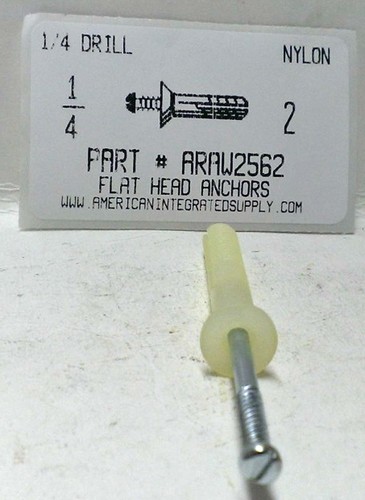 1/4 DRILL
NYLON
1/4
2
PART # ARAW2562
FLAT HEAD ANCHORS
WWW.AMERICANINTEGRATEDSUPPLY.COM